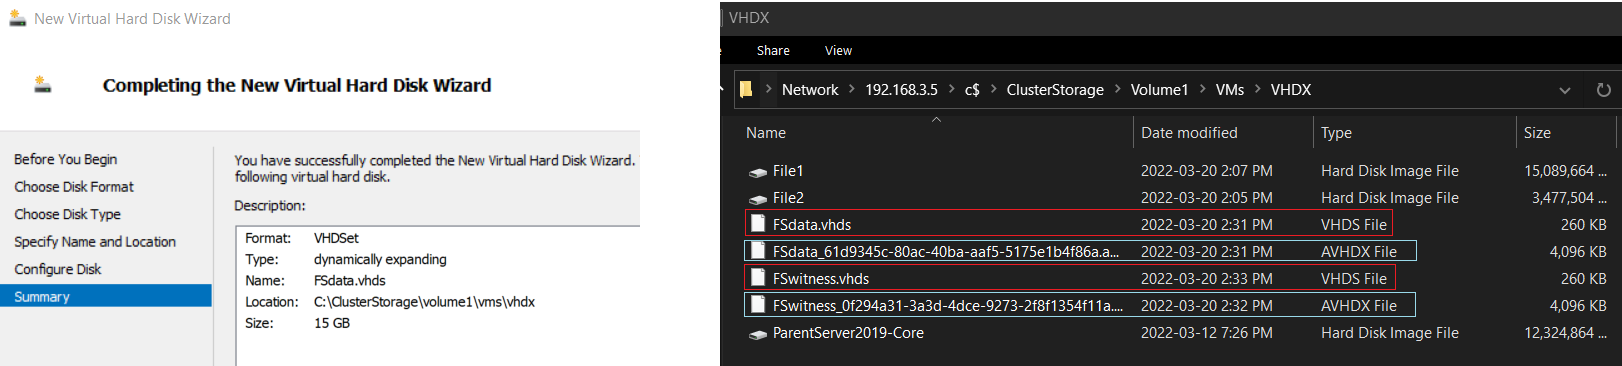 New Virtual Hard Disk Wizard
Completing the New Virtual Hard Disk Wizard
Before You Begin
Choose Disk Format
Choose Disk Type
Specify Name and Location
Configure Disk
Summary
You have successfully completed the New Virtual Hard Disk Wizard.
following virtual hard disk.
Description:
Format: VHDSet
Type: dynamically expanding
Name: FSdata.vhds
Location: C:\ClusterStorage\volume1\vms\vhdx
Size: 15 GB
VHDX
Share View
Network > 192.168.3.5 > c$ > ClusterStorage > Volume1 > VMs > VHDX
Name Date modified Type Size
File1 2022-03-20 2:07 PM Hard Disk Image File 15,089,664 ...
File2 2022-03-20 2:05 PM Hard Disk Image File 3,477,504 ...
FSdata.vhds 2022-03-20 2:31 PM VHDS File 260 KB
FSdata_61d9345c-80ac-40ba-aaf5-5175e1b4f86a.a... 2022-03-20 2:31 PM AVHDX File 4,096 KB
FSwitness.vhds 2022-03-20 2:33 PM VHDS File 260 KB
FSwitness_0f294a31-3a3d-4dce-9273-2f8f1354f11a.... 2022-03-20 2:32 PM AVHDX File 4,096 KB
ParentServer2019-Core 2022-03-12 7:26 PM Hard Disk Image File 12,324,864 ...